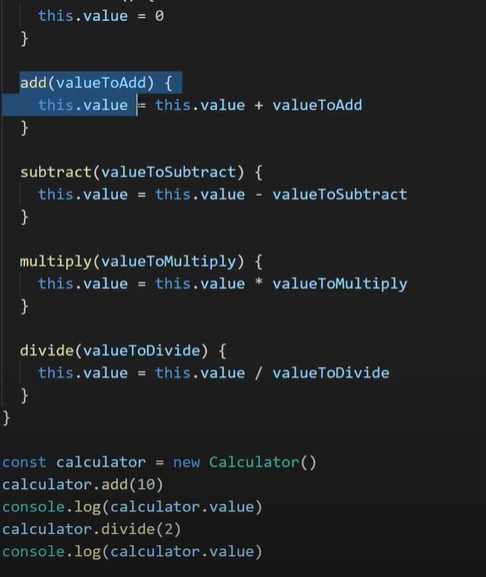 () {
this.value = 0
}
add(valueToAdd) {
this.value = this.value + valueToAdd
}
subtract(valueToSubtract) {
this.value = this.value - valueToSubtract
}
multiply(valueToMultiply) {
this.value = this.value * valueToMultiply
}
divide(valueToDivide) {
this.value = this.value / valueToDivide
}
}
const calculator = new Calculator()
calculator.add(10)
console.log(calculator.value)
calculator.divide(2)
console.log(calculator.value)